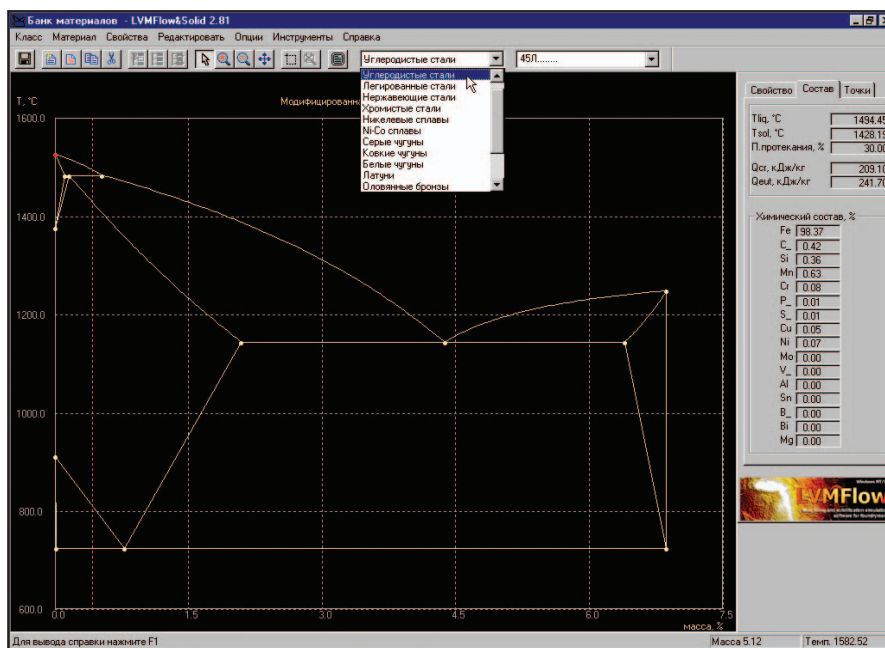 Банк материалов - LVMFlow&Solid 2.81
Класс Материал Свойства Редактировать Опции Инструменты Справка
Углеродистые стали 45Л........
Углеродистые стали
Легированные стали
Нержавеющие стали
Хромистые стали
Никелевые сплавы
Ni-Co сплавы
Серые чугуны
Ковкие чугуны
Белые чугуны
Латуни
Оловянные бронзы
T, °C
Модифицированна
1600.0
1400.0
1200.0
1000.0
800.0
600.0
0.0 1.5 3.0 4.5 6.0 7.5
масса, %
Свойство Состав Точки
Tliq, °C 1494.45
Tsol, °C 1428.19
П.протекания, % 30.00
Qcr, кДж/кг 209.10
Qeut, кДж/кг 241.70
Химический состав, %
Fe 98.37
C_ 0.42
Si 0.36
Mn 0.63
Cr 0.08
P_ 0.01
S_ 0.01
Cu 0.05
Ni 0.07
Mo 0.00
V_ 0.00
Al 0.00
Sn 0.00
B_ 0.00
Bi 0.00
Mg 0.00
LVMFlow
Для вывода справки нажмите F1 Масса 5.12 Темп. 1582.52